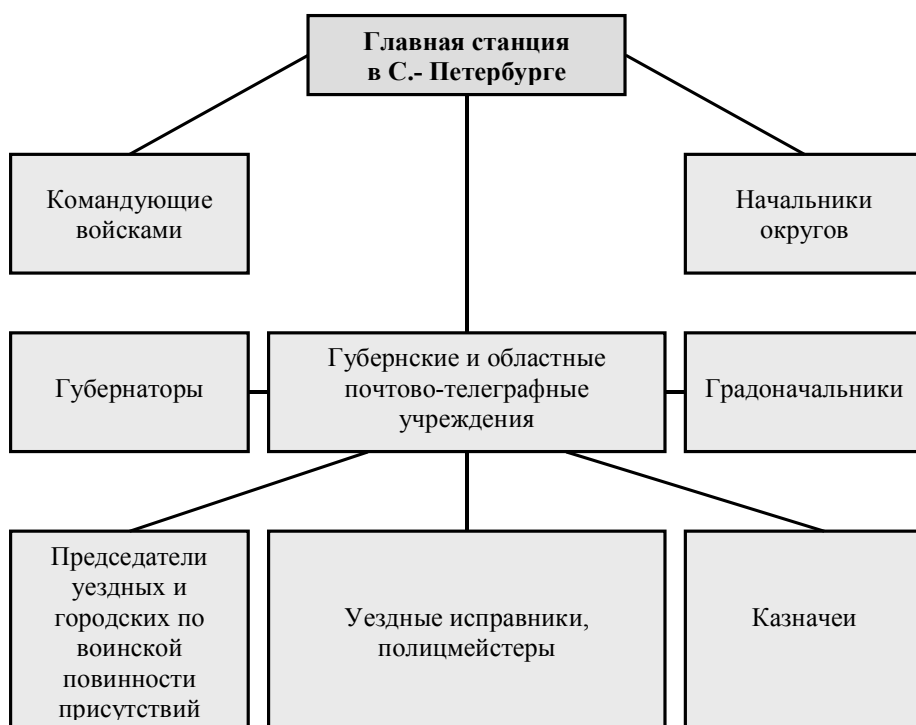 Главная станция
в С.- Петербурге
Командующие
войсками
Начальники
округов
Губернаторы
Губернские и областные
почтово-телеграфные
учреждения
Градоначальники
Председатели
уездных и
городских по
воинской
повинности
присутствий
Уездные исправники,
полицмейстеры
Казначеи